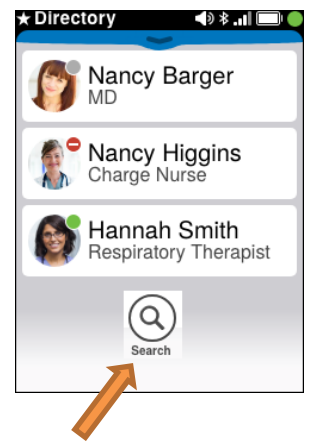 ★ Directory
Nancy Barger
MD
Nancy Higgins
Charge Nurse
Hannah Smith
Respiratory Therapist
Search